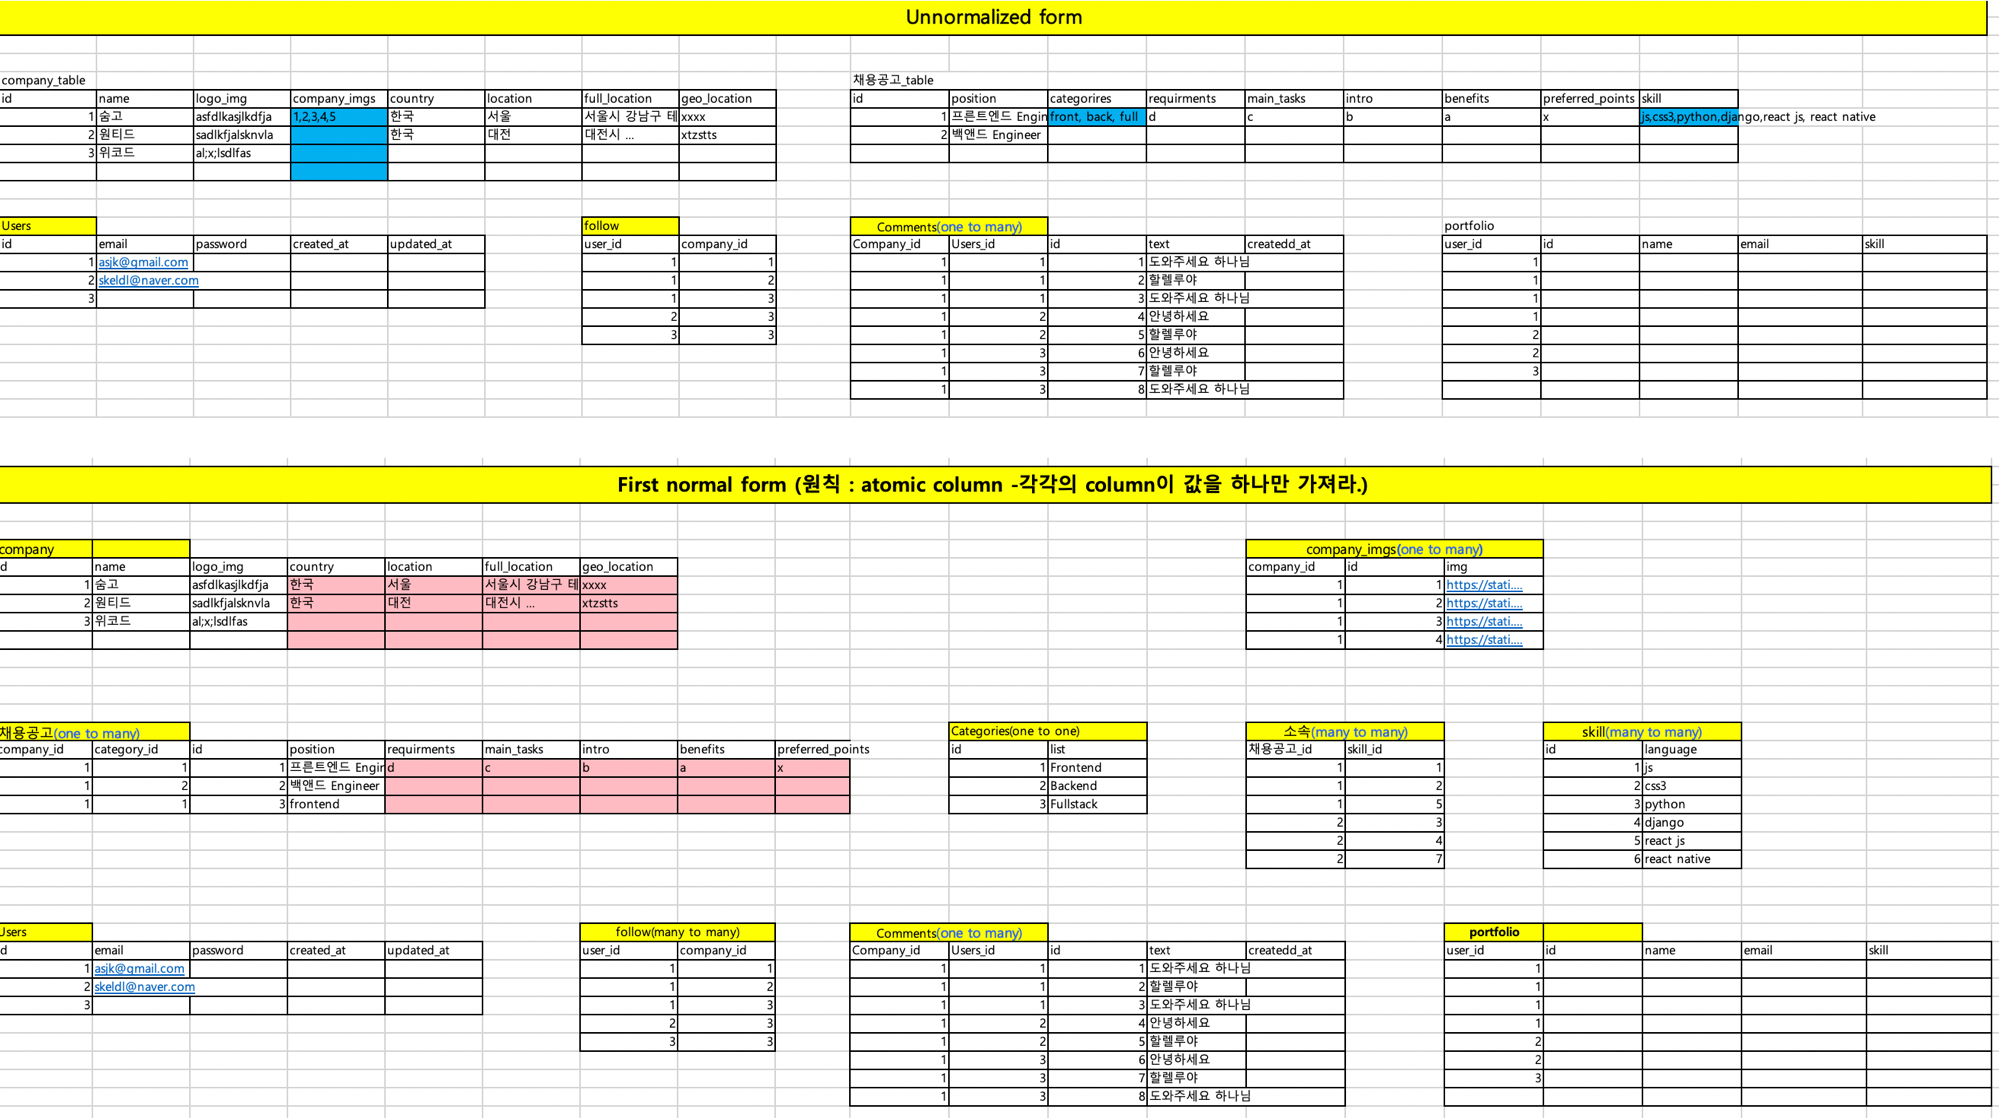 Unnormalized form
company_table 채용공고_table
id name logo_img company_imgs country location full_location geo_location id position categorires requirments main_tasks intro benefits preferred_points skill
1 숨고 asfdlkasjlkdfja 1,2,3,4,5 한국 서울 서울시 강남구 테 xxxx 1 프른트엔드 Engin front, back, full d c b a x js,css3,python,django,react js, react native
2 원티드 sadlkfjalsknvla 한국 대전 대전시 ... xtzstts 2 백앤드 Engineer
3 위코드 al;x;lsdlfas
Users follow Comments(one to many) portfolio
id email password created_at updated_at user_id company_id Company_id Users_id id text createdd_at user_id id name email skill
1 asjk@gmail.com 1 1 1 1 1 도와주세요 하나님 1
2 skeldl@naver.com 1 2 1 1 2 할렐루야 1
3 1 3 1 1 3 도와주세요 하나님 1
2 3 1 2 4 안녕하세요 1
3 3 1 2 5 할렐루야 2
1 3 6 안녕하세요 2
1 3 7 할렐루야 3
1 3 8 도와주세요 하나님
First normal form (원칙 : atomic column -각각의 column이 값을 하나만 가져라.)
company company_imgs(one to many)
d name logo_img country location full_location geo_location company_id id img
1 숨고 asfdlkasjlkdfja 한국 서울 서울시 강남구 테 xxxx 1 1 https://stati....
2 원티드 sadlkfjalsknvla 한국 대전 대전시 ... xtzstts 1 2 https://stati....
3 위코드 al;x;lsdlfas 1 3 https://stati....
1 4 https://stati....
채용공고(one to many) Categories(one to one) 소속(many to many) skill(many to many)
company_id category_id id position requirments main_tasks intro benefits preferred_points id list 채용공고_id skill_id id language
1 1 1 프른트엔드 Engin d c b a x 1 Frontend 1 1 1 js
1 2 2 백앤드 Engineer 2 Backend 1 2 2 css3
1 1 3 frontend 3 Fullstack 1 5 3 python
2 3 4 django
2 4 5 react js
2 7 6 react native
Users follow(many to many) Comments(one to many) portfolio
d email password created_at updated_at user_id company_id Company_id Users_id id text createdd_at user_id id name email skill
1 asjk@gmail.com 1 1 1 1 1 도와주세요 하나님 1
2 skeldl@naver.com 1 2 1 1 2 할렐루야 1
3 1 3 1 1 3 도와주세요 하나님 1
2 3 1 2 4 안녕하세요 1
3 3 1 2 5 할렐루야 2
1 3 6 안녕하세요 2
1 3 7 할렐루야 3
1 3 8 도와주세요 하나님